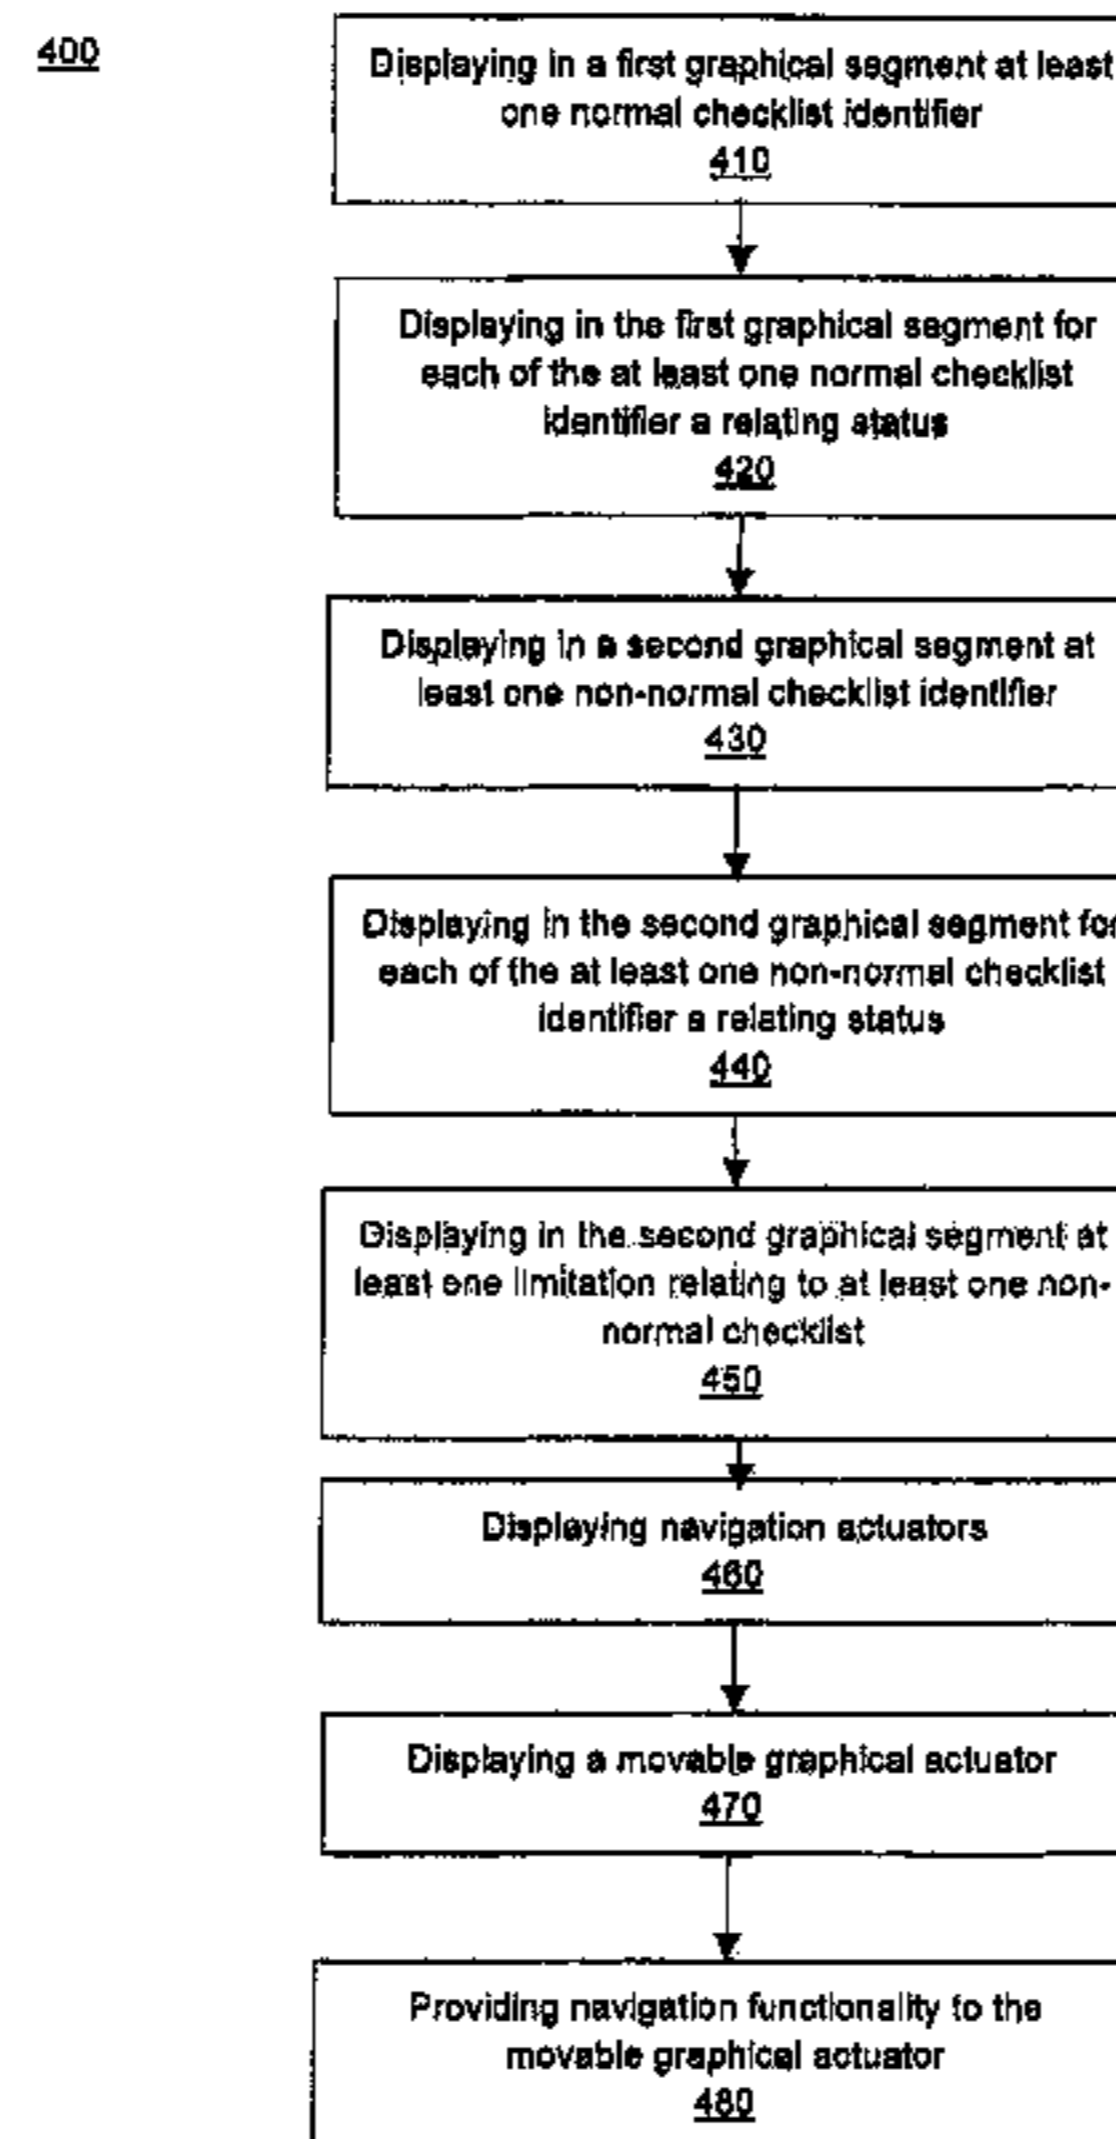 400
Displaying in a first graphical segment at least
one normal checklist identifier
410
Displaying in the first graphical segment for
each of the at least one normal checklist
identifier a relating status
420
Displaying in a second graphical segment at
least one non-normal checklist identifier
430
Displaying in the second graphical segment for
each of the at least one non-normal checklist
identifier a relating status
440
Displaying in the second graphical segment at
least one limitation relating to at least one non-
normal checklist
450
Displaying navigation actuators
460
Displaying a movable graphical actuator
470
Providing navigation functionality to the
movable graphical actuator
480